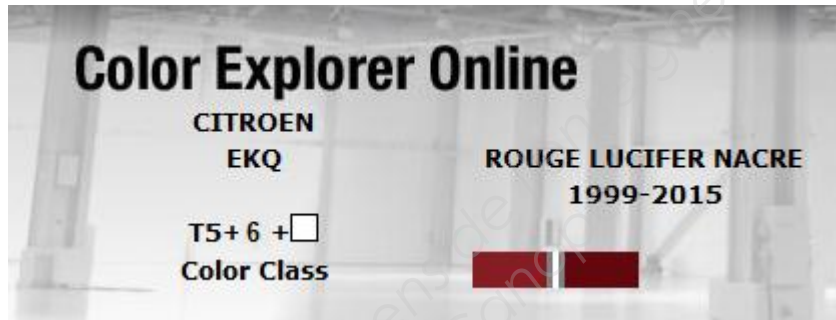 Color Explorer Online
CITROEN
EKQ
ROUGE LUCIFER NACRE
1999-2015
T5+ 6 +
Color Class